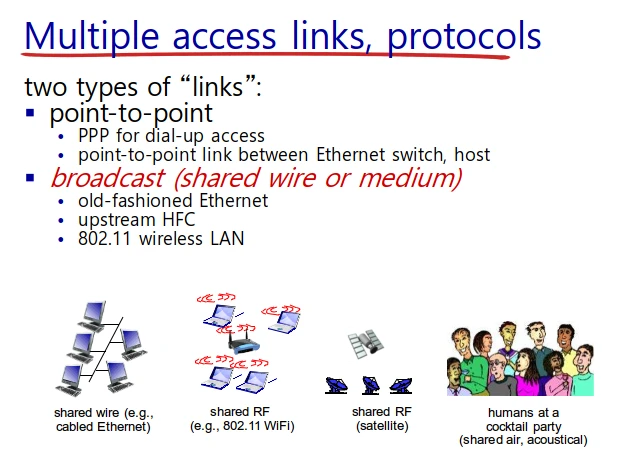 Multiple access links, protocols
two types of “links”:
▪ point-to-point
• PPP for dial-up access
• point-to-point link between Ethernet switch, host
▪ broadcast (shared wire or medium)
• old-fashioned Ethernet
• upstream HFC
• 802.11 wireless LAN
shared wire (e.g.,
cabled Ethernet)
shared RF
(e.g., 802.11 WiFi)
shared RF
(satellite)
humans at a
cocktail party
(shared air, acoustical)